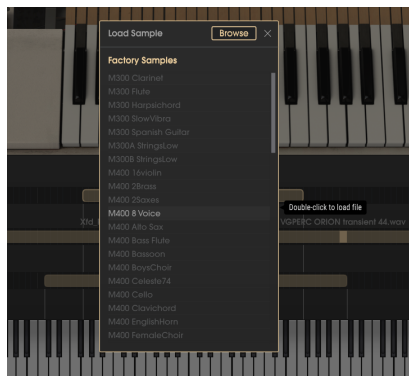 Load Sample
Browse
Factory Samples
M300 Clarinet
M300 Flute
M300 Harpsichord
M300 SlowVibra
M300 Spanish Guitar
M300A StringsLow
M300B StringsLow
M400 16violin
M400 2Brass
M400 2Saxes
M400 8 Voice
Double-click to load file
M400 Alto Sax
Xfd_
VGPERC ORION transient 44.wav
M400 Bass Flute
M400 Bassoon
M400 BoysChoir
M400 Celeste74
M400 Cello
M400 Clavichord
M400 EnglishHorn
M400 FemaleChoir